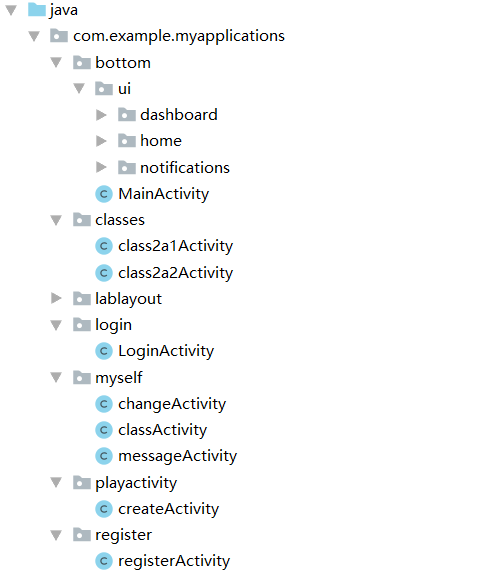 java
com.example.myapplications
bottom
ui
dashboard
home
notifications
C MainActivity
classes
C class2a1Activity
C class2a2Activity
lablayout
login
C LoginActivity
myself
C changeActivity
C classActivity
C messageActivity
playactivity
C createActivity
register
C registerActivity